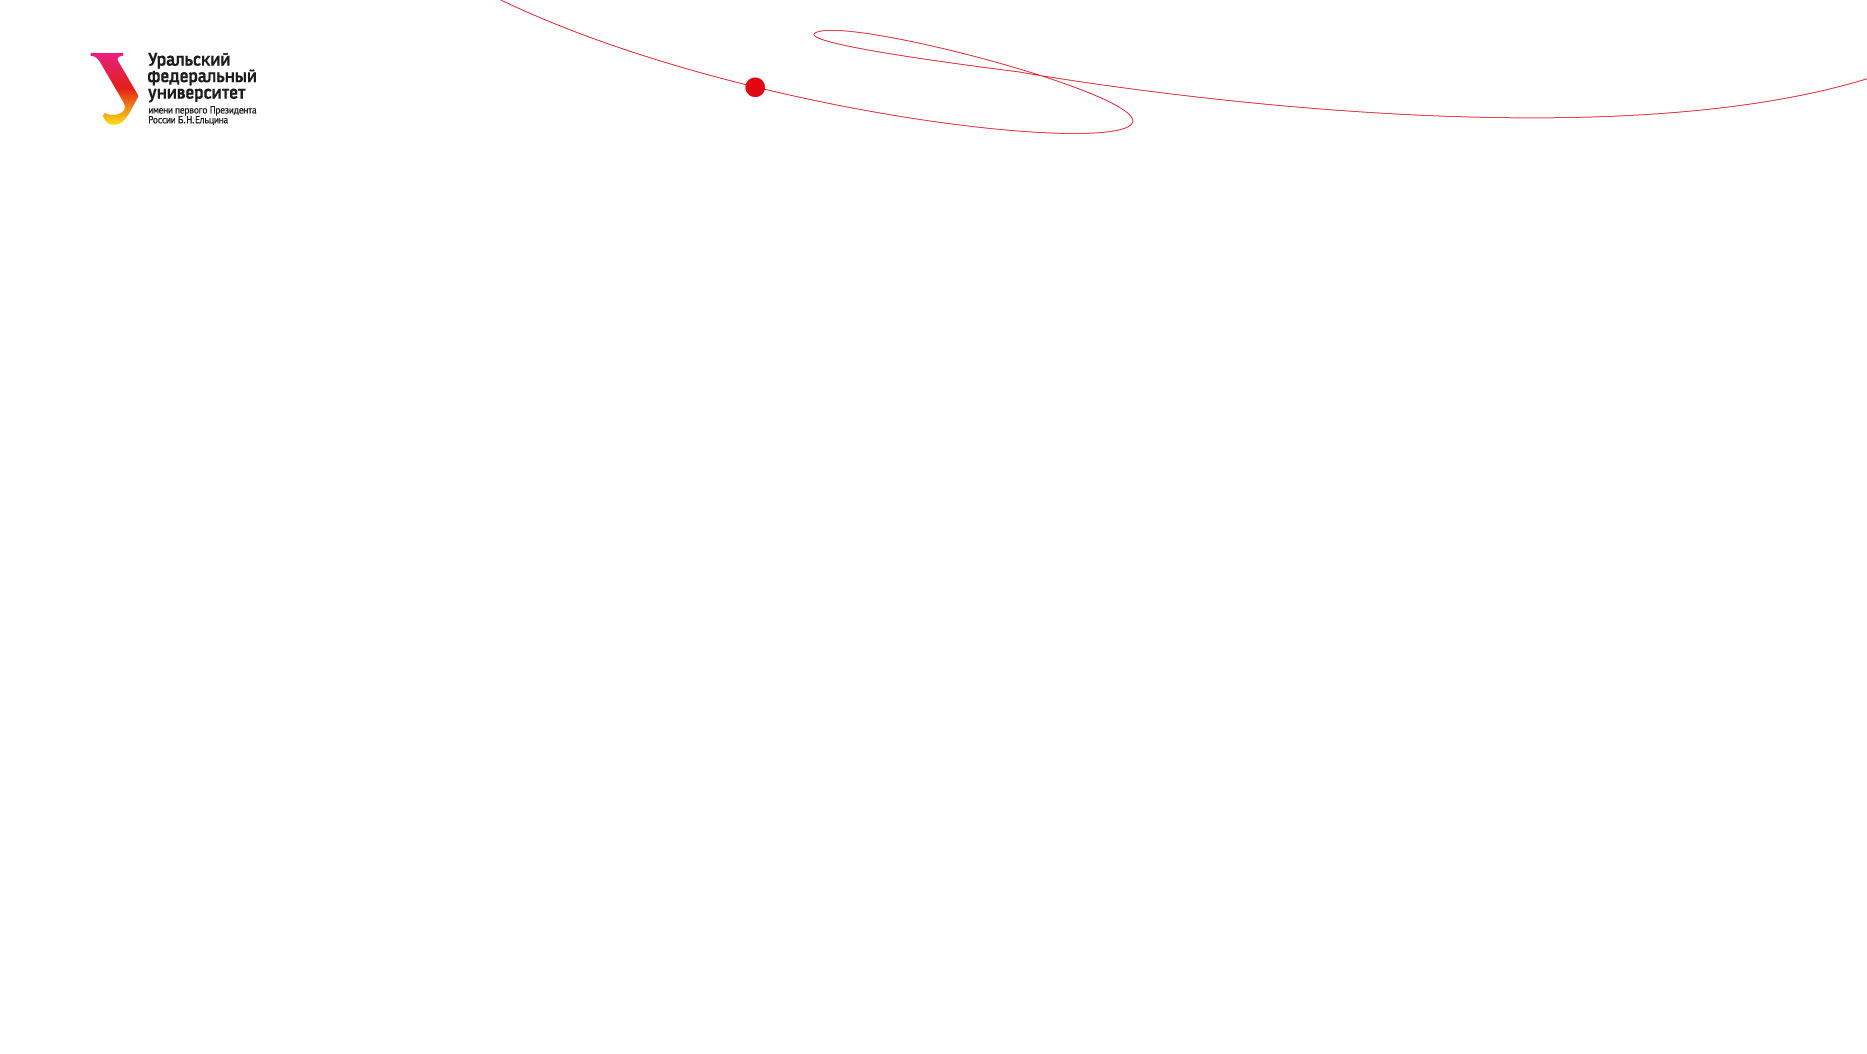 Уральский
федеральный
университет
имени первого Президента
России Б.Н.Ельцина